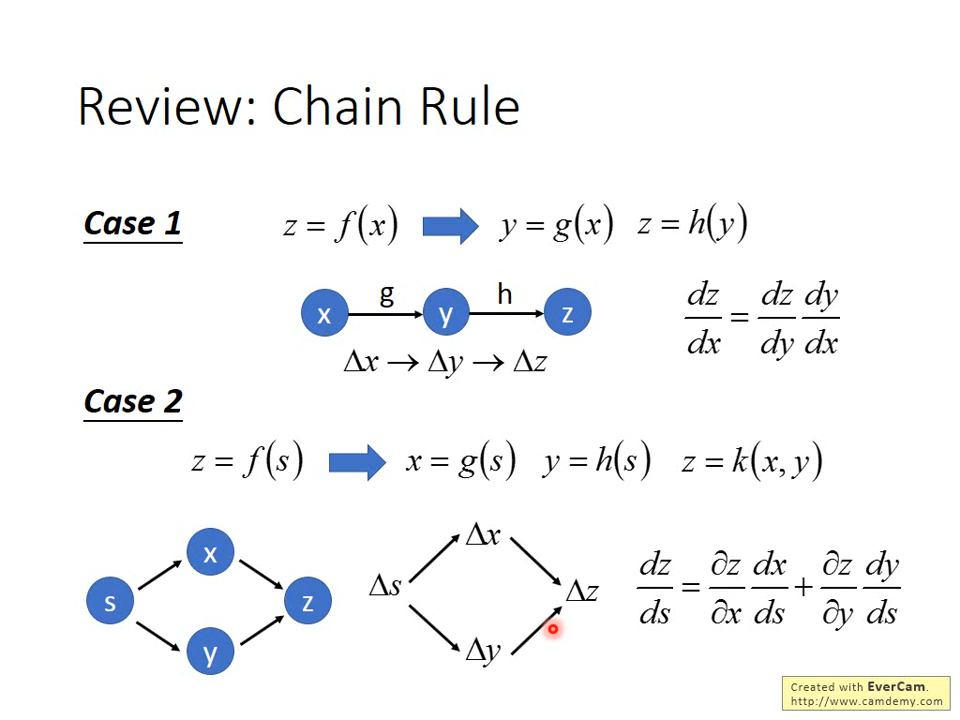 Review: Chain Rule
Case 1
z = f(x) y = g(x) z = h(y)
g h
x y z
Δx → Δy → Δz
dz/dx = dz/dy dy/dx
Case 2
z = f(s) x = g(s) y = h(s) z = k(x, y)
x
s z
y
Δx
Δs Δz
Δy
dz/ds = ∂z/∂x dx/ds + ∂z/∂y dy/ds
Created with EverCam.
http://www.camdemy.com